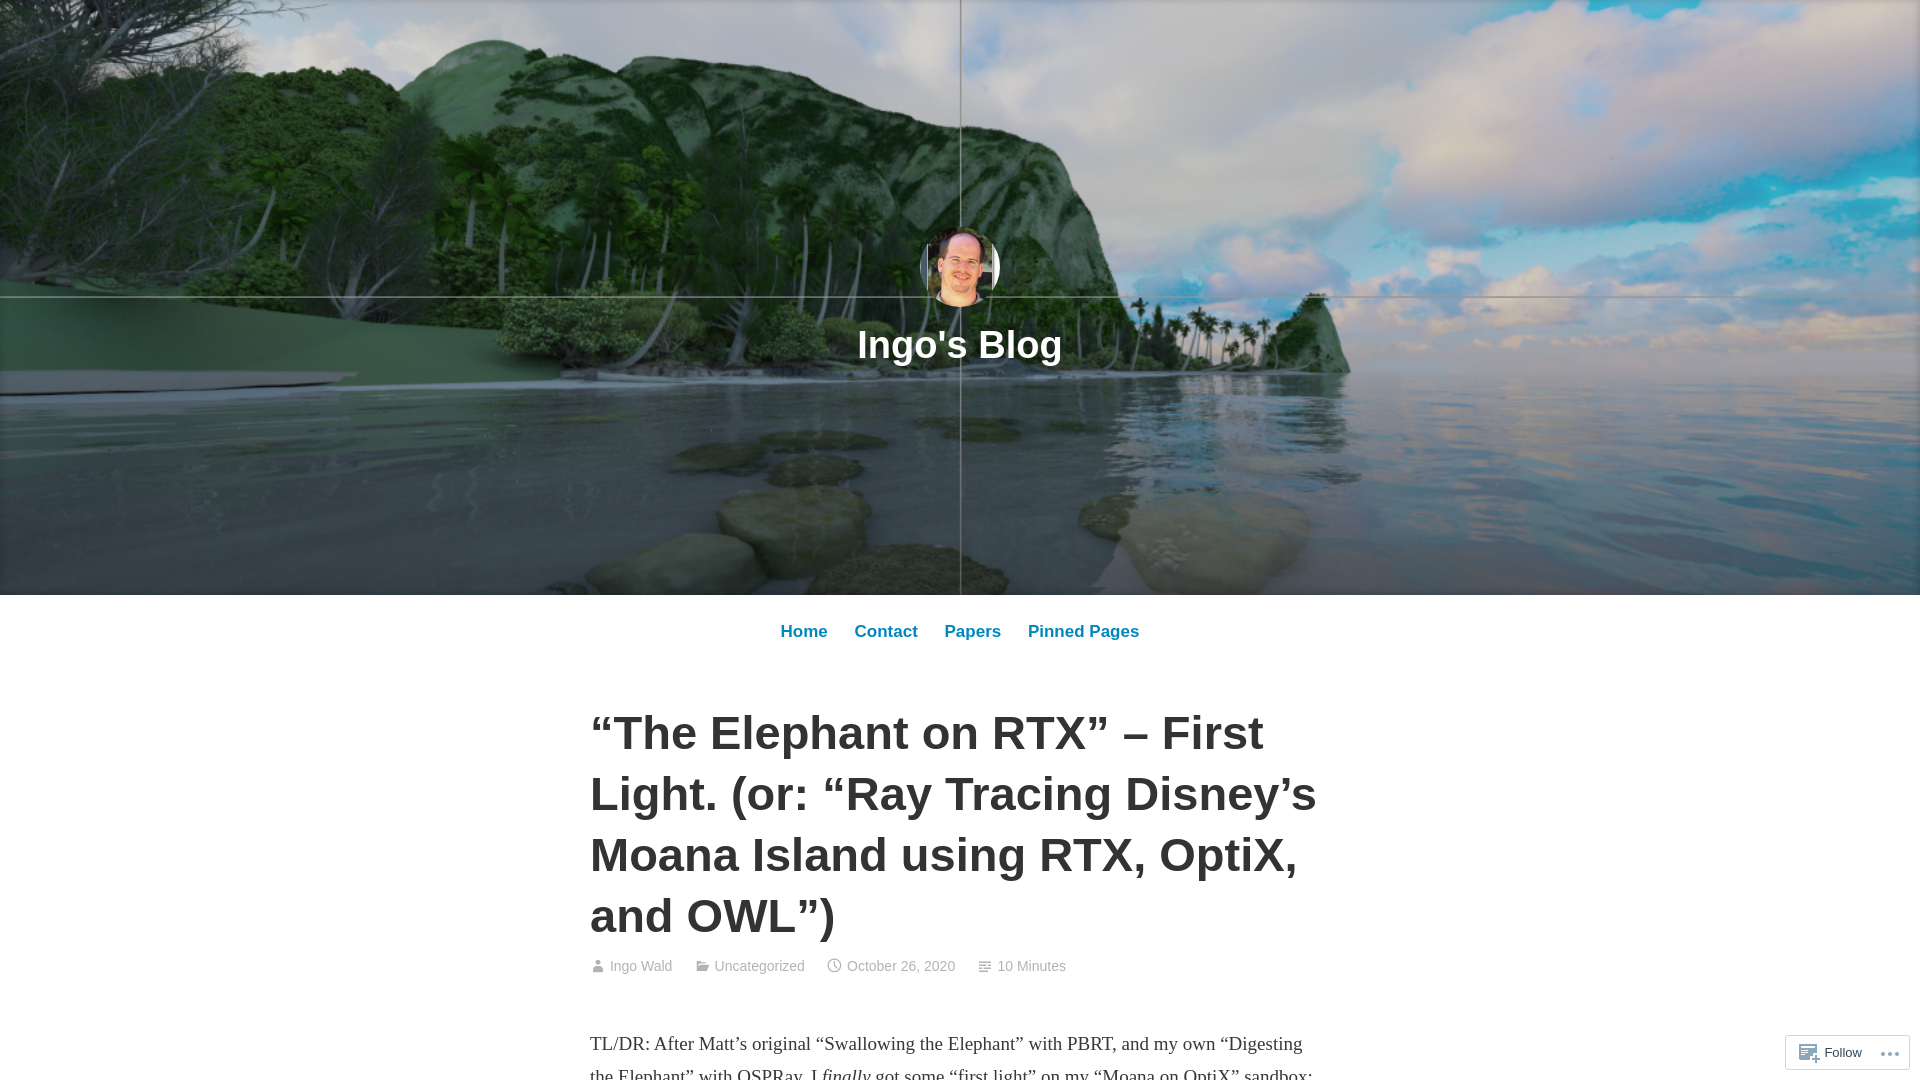 Ingo's Blog
Home Contact Papers Pinned Pages
“The Elephant on RTX” – First
Light. (or: “Ray Tracing Disney’s
Moana Island using RTX, OptiX,
and OWL”)
Ingo Wald Uncategorized October 26, 2020 10 Minutes
TL/DR: After Matt’s original “Swallowing the Elephant” with PBRT, and my own “Digesting
the Elephant” with OSPRay, I finally got some “first light” on my “Moana on OptiX” sandbox:
Follow